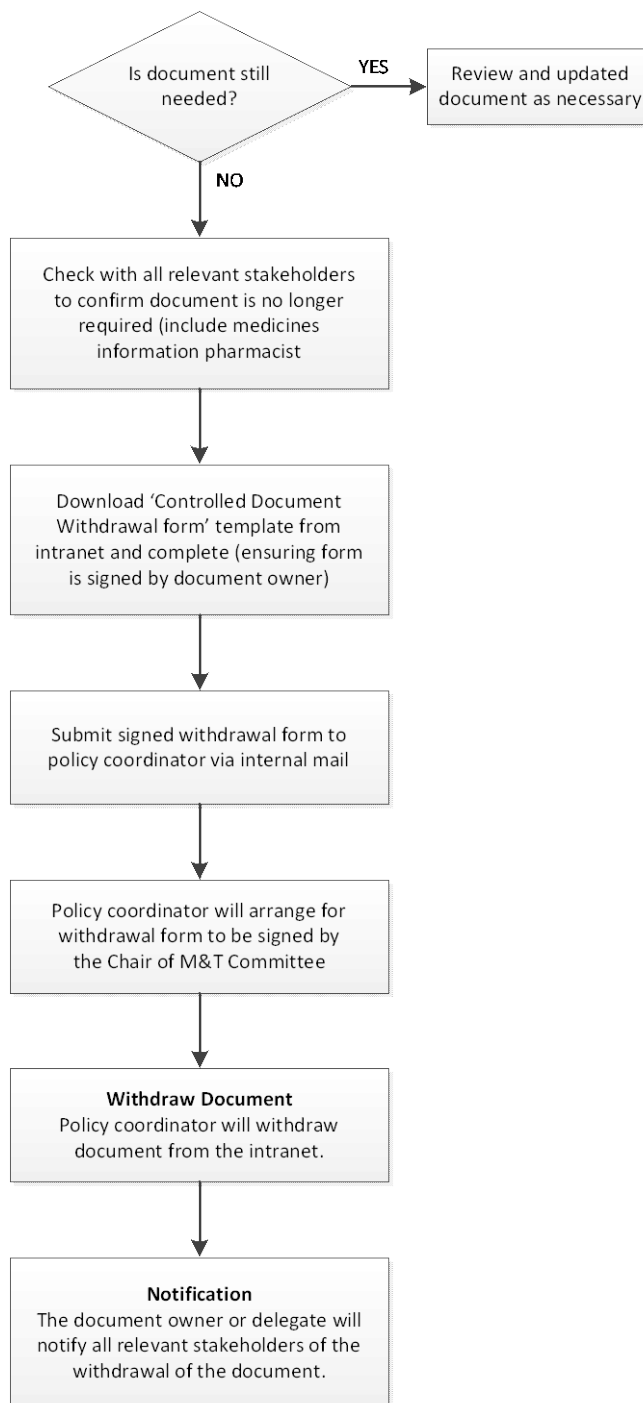 Is document still
needed?
YES
Review and updated
document as necessary
NO
Check with all relevant stakeholders
to confirm document is no longer
required (include medicines
information pharmacist
Download ‘Controlled Document
Withdrawal form’ template from
intranet and complete (ensuring form
is signed by document owner)
Submit signed withdrawal form to
policy coordinator via internal mail
Policy coordinator will arrange for
withdrawal form to be signed by
the Chair of M&T Committee
Withdraw Document
Policy coordinator will withdraw
document from the intranet.
Notification
The document owner or delegate will
notify all relevant stakeholders of the
withdrawal of the document.